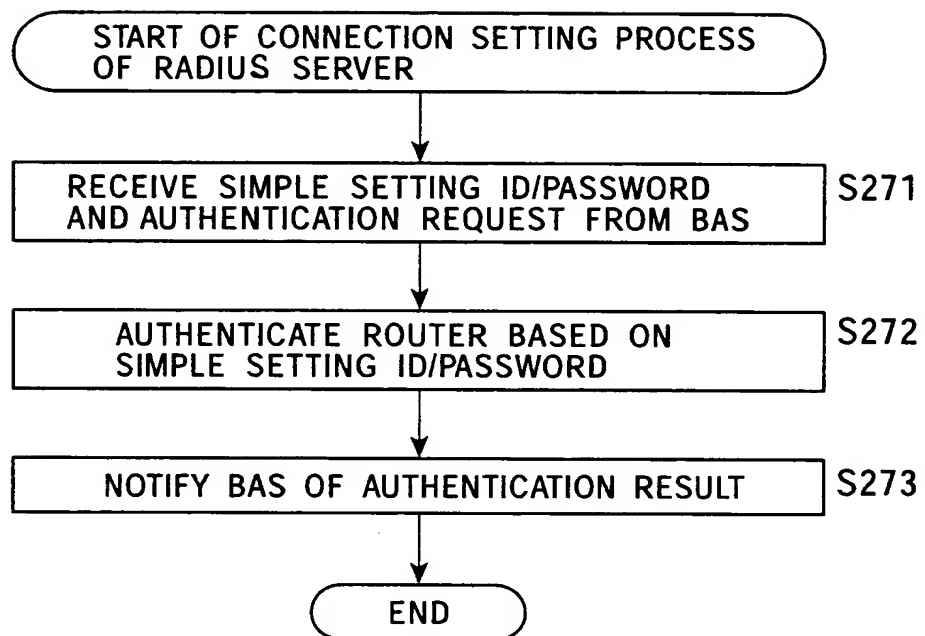 START OF CONNECTION SETTING PROCESS
OF RADIUS SERVER
RECEIVE SIMPLE SETTING ID/PASSWORD
AND AUTHENTICATION REQUEST FROM BAS
S271
AUTHENTICATE ROUTER BASED ON
SIMPLE SETTING ID/PASSWORD
S272
NOTIFY BAS OF AUTHENTICATION RESULT
S273
END